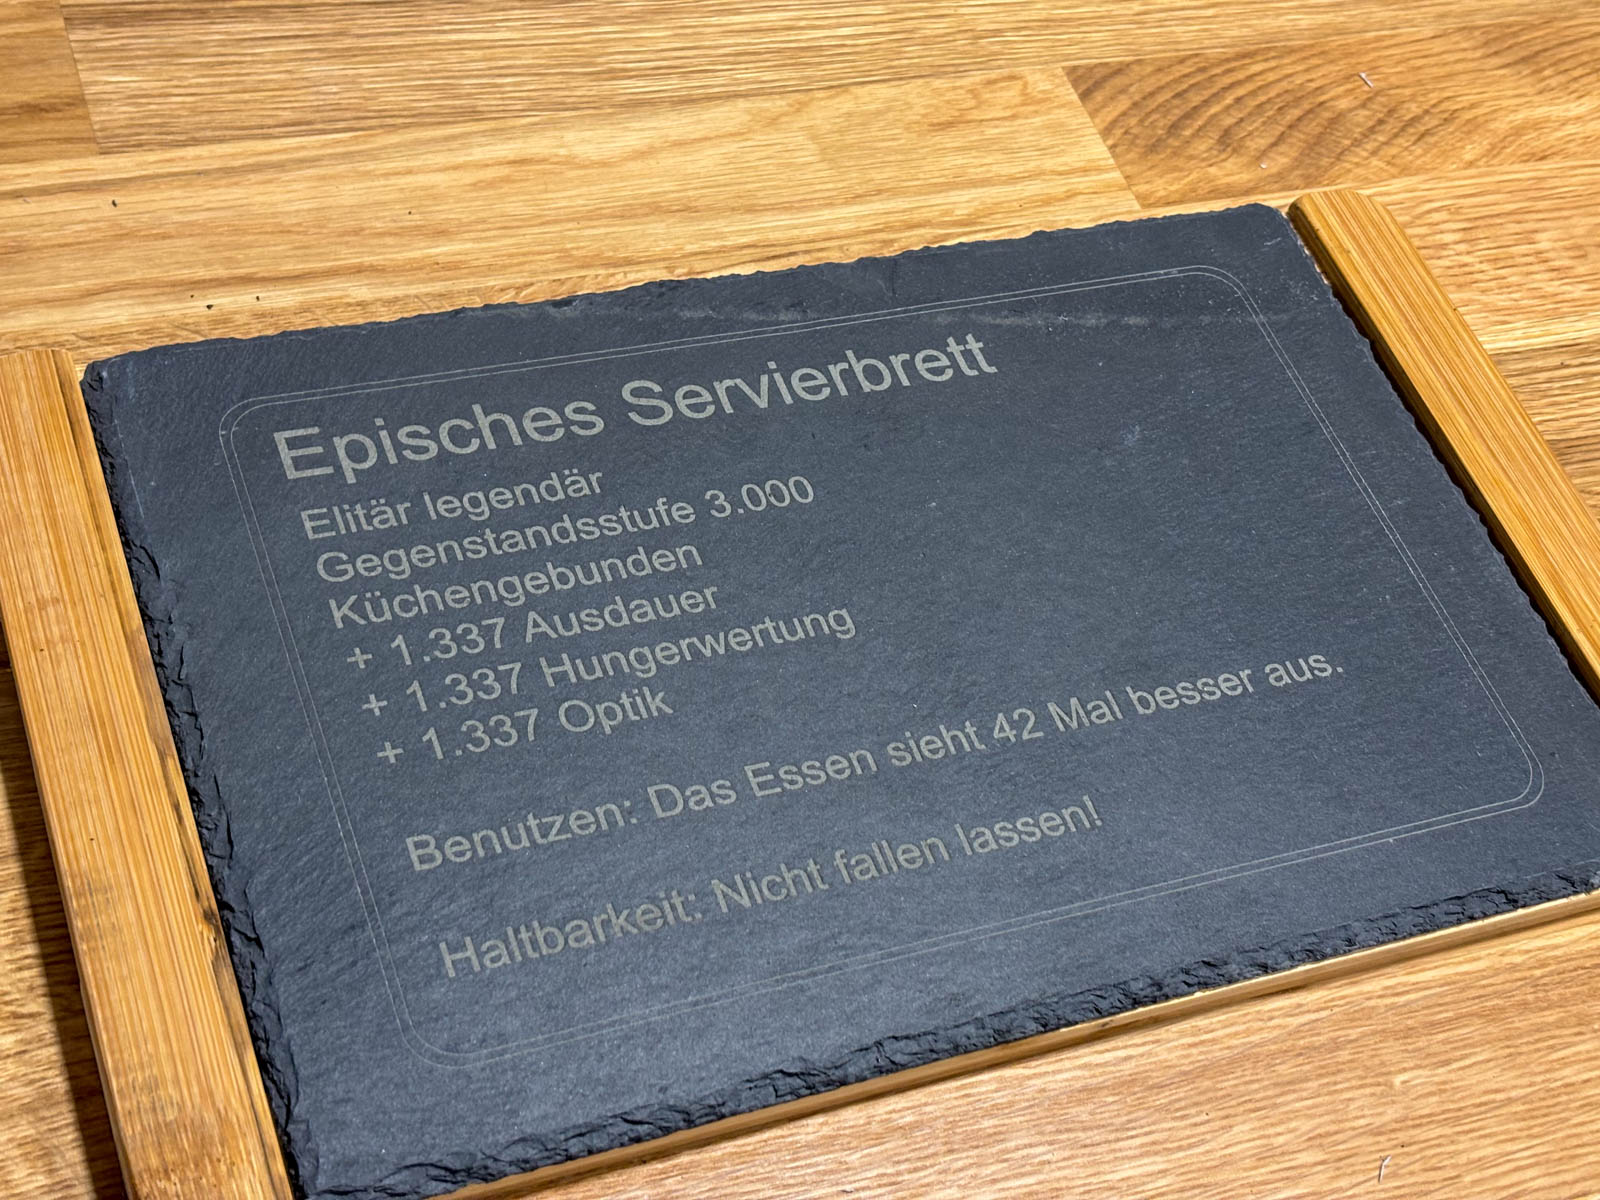 Episches Servierbrett
Elitär legendär
Gegenstandsstufe 3.000
Küchengebunden
+ 1.337 Ausdauer
+ 1.337 Hungerwertung
+ 1.337 Optik
Benutzen: Das Essen sieht 42 Mal besser aus.
Haltbarkeit: Nicht fallen lassen!